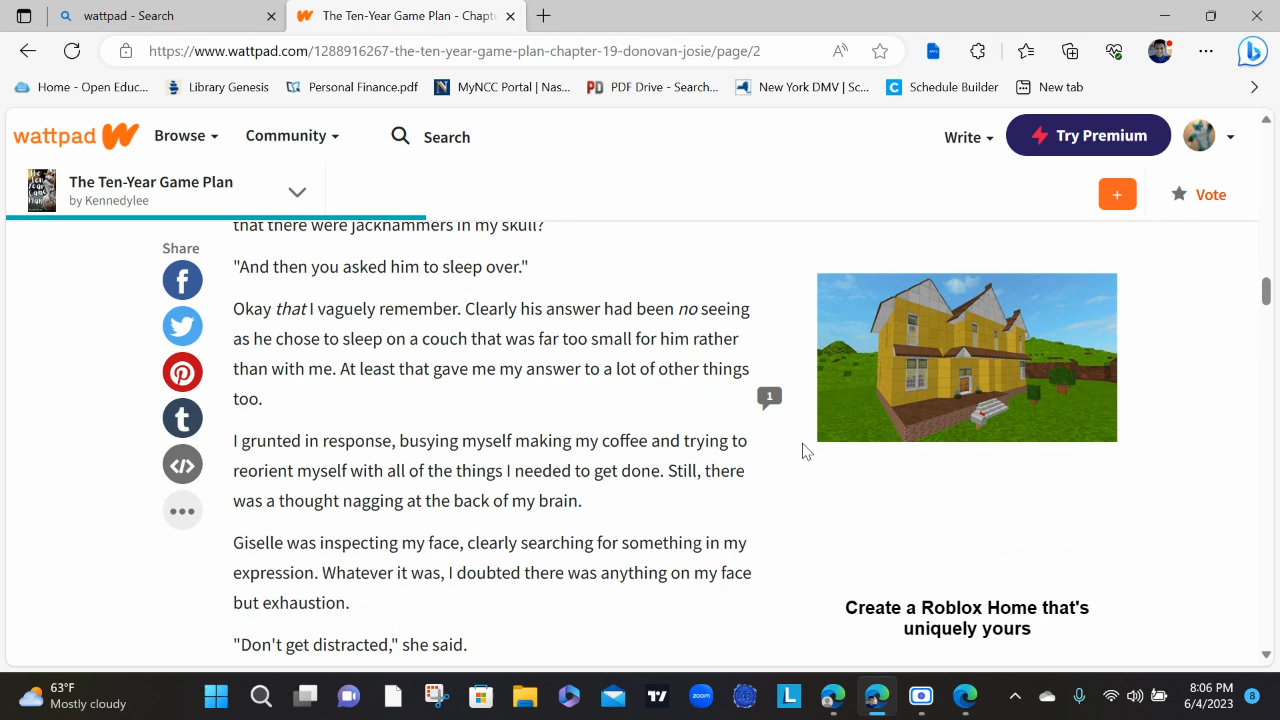 wattpad - Search
The Ten-Year Game Plan - Chapte
https://www.wattpad.com/1288916267-the-ten-year-game-plan-chapter-19-donovan-josie/page/2
Home - Open Educ...
Library Genesis
Personal Finance.pdf
MyNCC Portal | Nas...
PDF Drive - Search...
New York DMV | Sc...
Schedule Builder
New tab
wattpad
Browse
Community
Search
Write
Try Premium
The Ten-Year Game Plan
by Kennedylee
+
Vote
Share
that there were jackhammers in my skull?
"And then you asked him to sleep over."
Okay that I vaguely remember. Clearly his answer had been no seeing
as he chose to sleep on a couch that was far too small for him rather
than with me. At least that gave me my answer to a lot of other things
too.
1
I grunted in response, busying myself making my coffee and trying to
reorient myself with all of the things I needed to get done. Still, there
was a thought nagging at the back of my brain.
Giselle was inspecting my face, clearly searching for something in my
expression. Whatever it was, I doubted there was anything on my face
but exhaustion.
"Don't get distracted," she said.
Create a Roblox Home that's
uniquely yours
63°F
Mostly cloudy
zoom
L
8:06 PM
6/4/2023
8